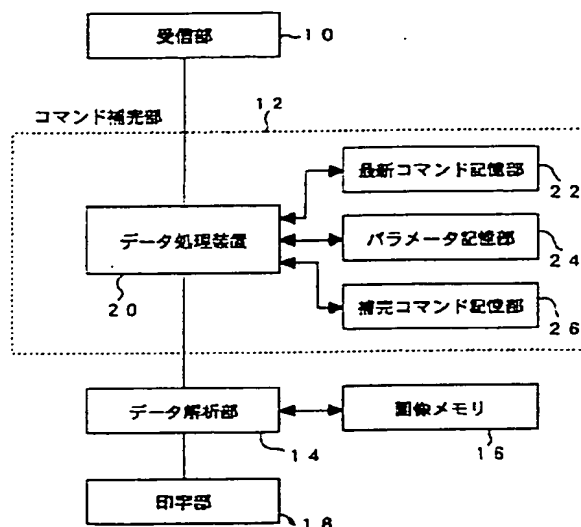 受信部
10
コマンド補完部
12
最新コマンド記憶部
22
データ処理装置
20
パラメータ記憶部
24
補完コマンド記憶部
26
データ解析部
14
画像メモリ
16
印字部
18